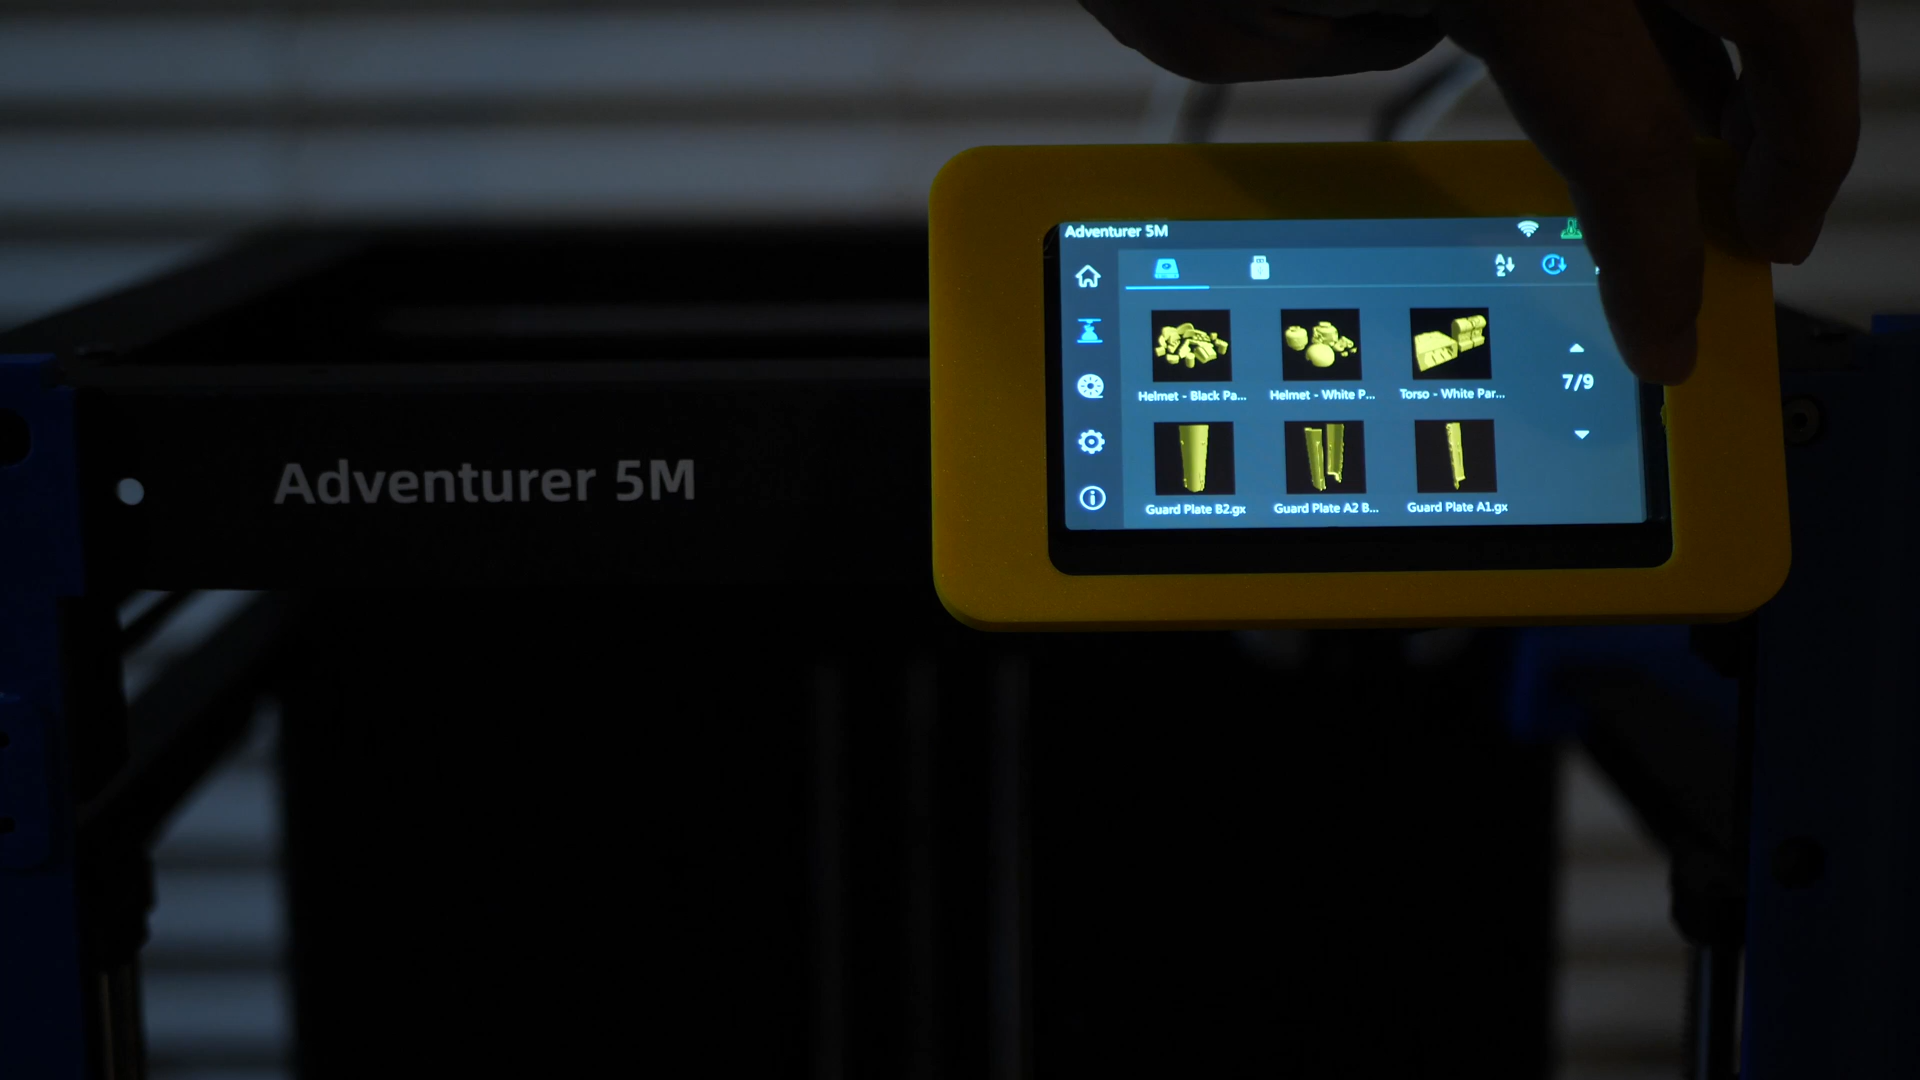 Adventurer 5M
Adventurer 5M
A
Z
Helmet - Black Pa...
Helmet - White P...
Torso - White Par...
7/9
Guard Plate B2.gx
Guard Plate A2 B...
Guard Plate A1.gx